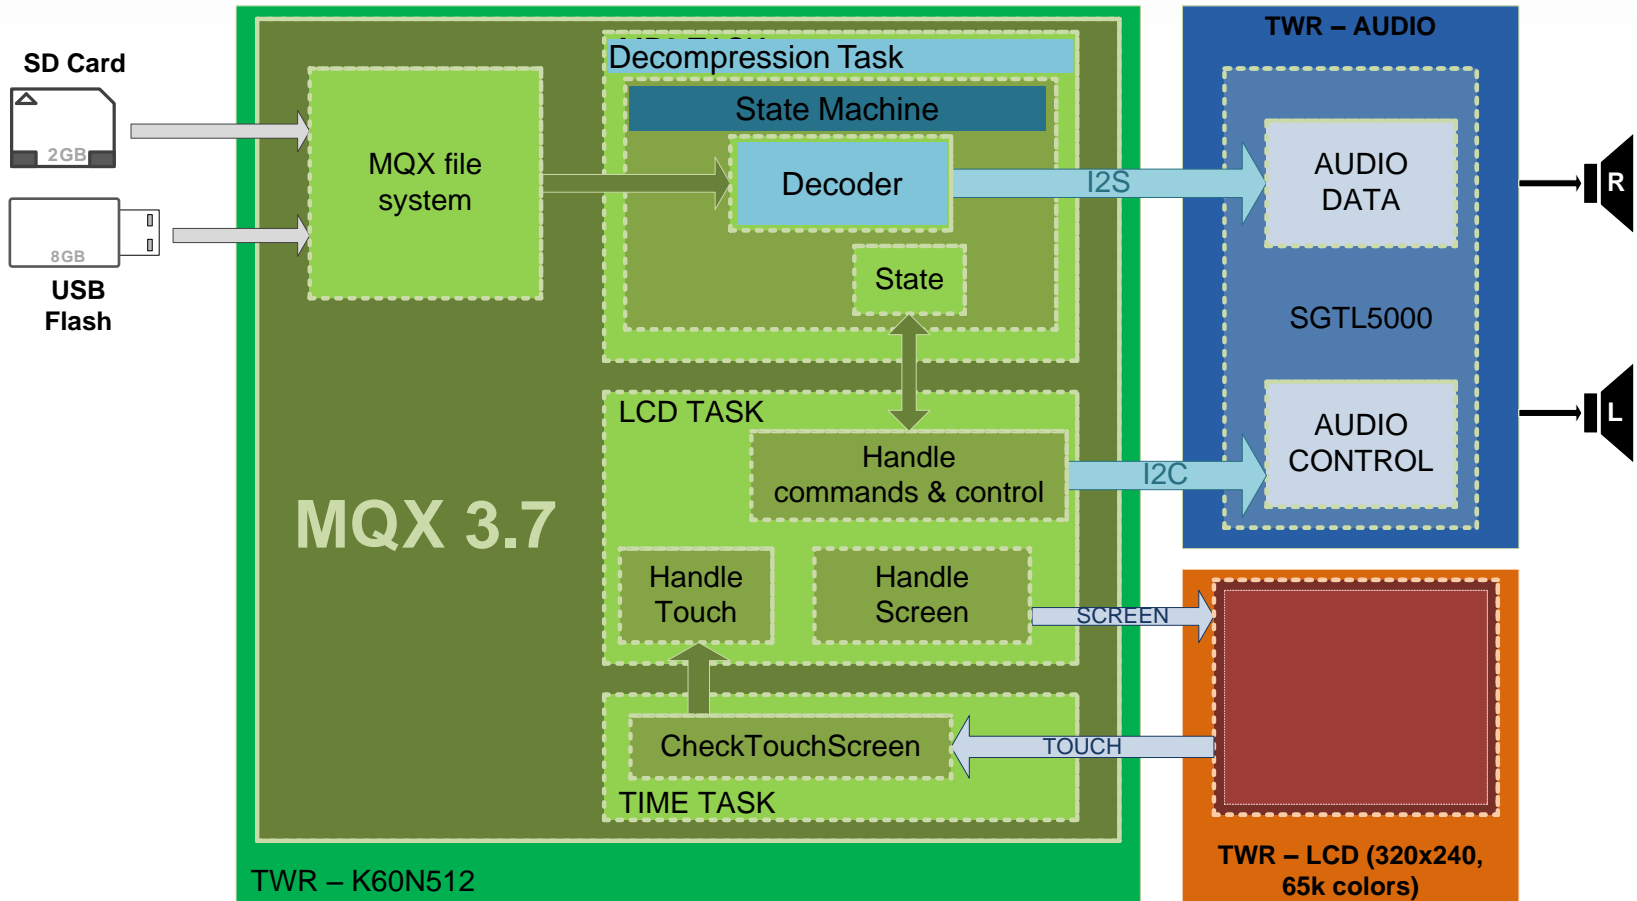 SD Card
2GB
8GB
USB
Flash
MQX file
system
MQX 3.7
TWR – K60N512
Decompression Task
State Machine
Decoder
State
LCD TASK
Handle
commands & control
Handle
Touch
Handle
Screen
CheckTouchScreen
TIME TASK
I2S
I2C
SCREEN
TOUCH
TWR – AUDIO
AUDIO
DATA
SGTL5000
AUDIO
CONTROL
R
L
TWR – LCD (320x240,
65k colors)